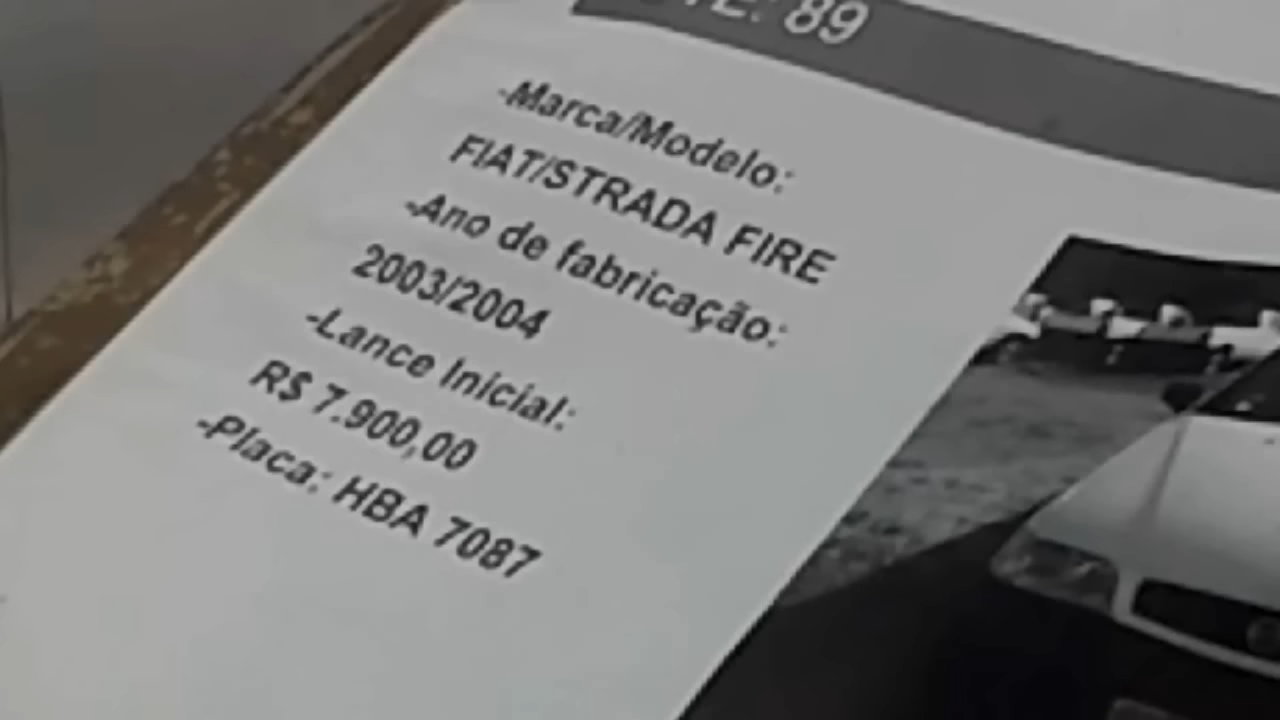 89
-Marca/Modelo:
FIAT/STRADA FIRE
-Ano de fabricação:
2003/2004
-Lance Inicial:
R$ 7.900,00
-Placa: HBA 7087